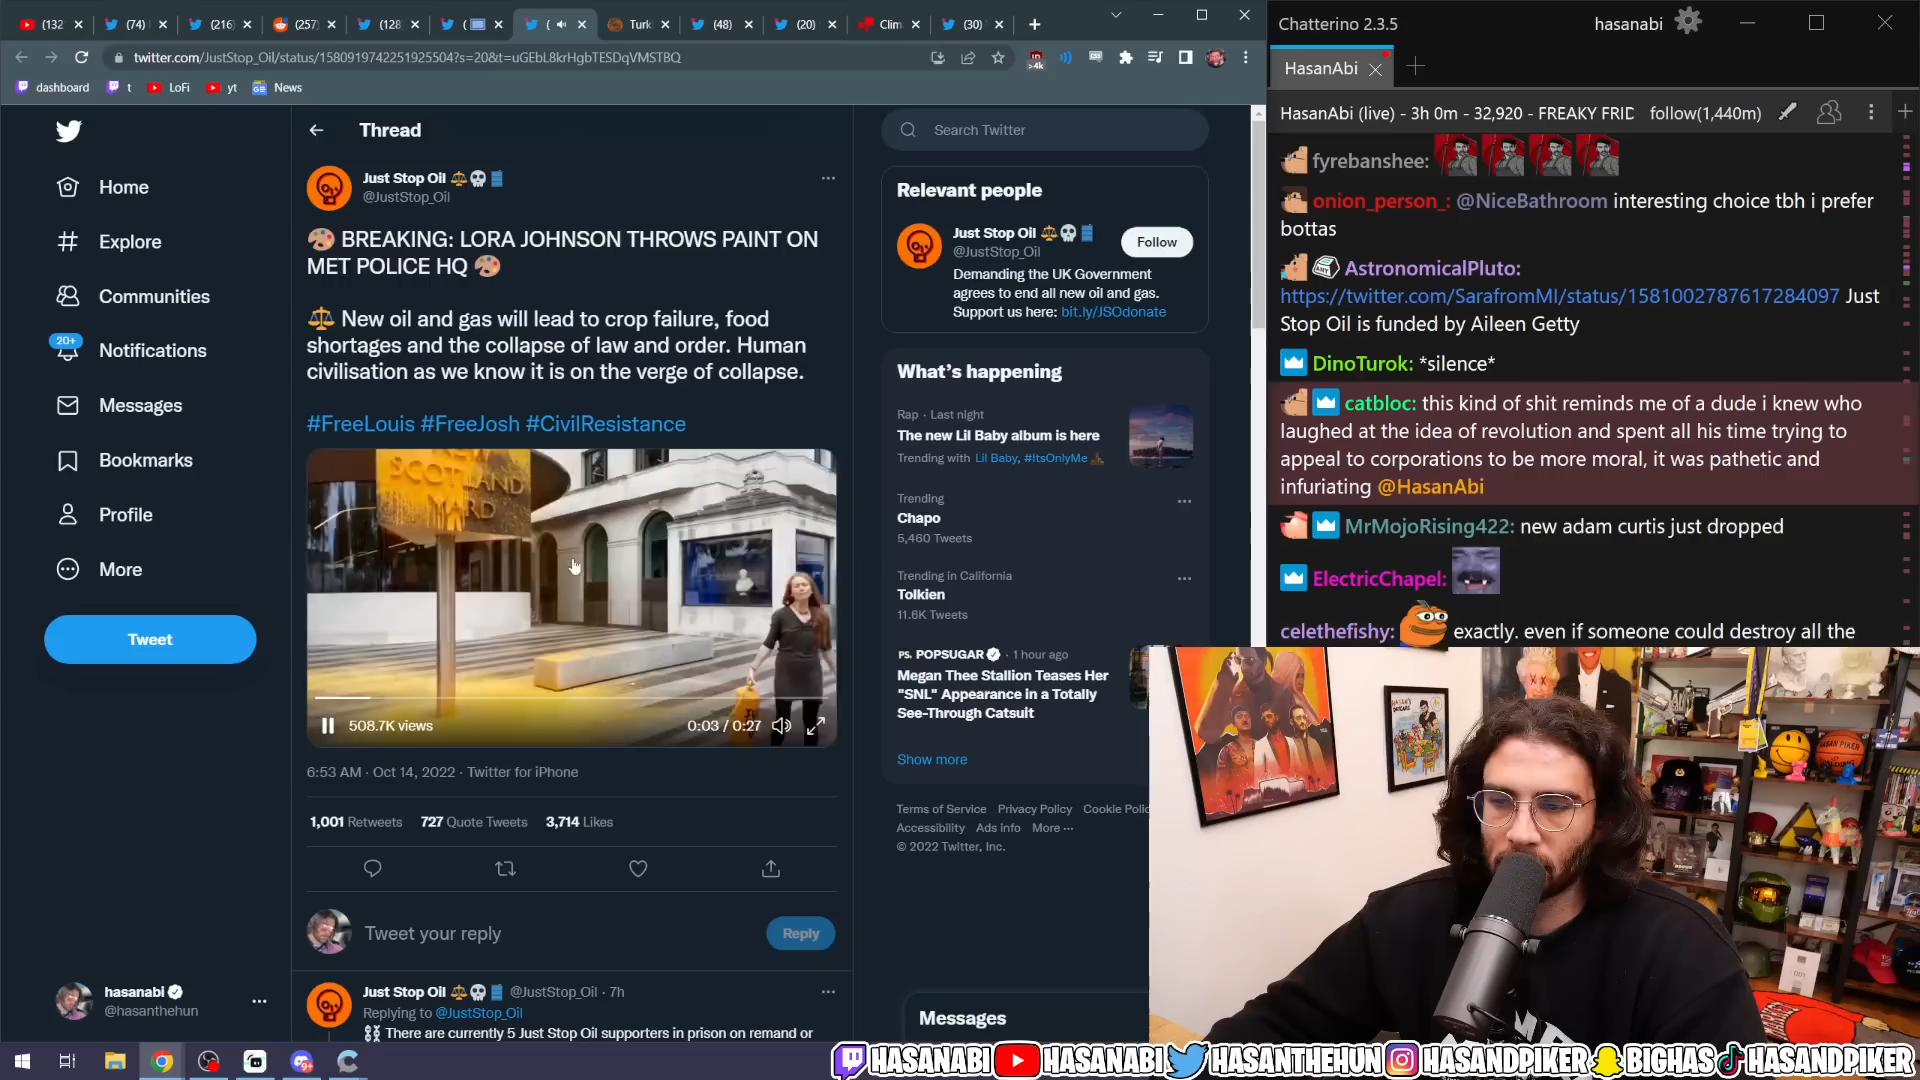 (132
(74)
(216)
(257)
(128
(
(
Turk
(48)
(20)
Clim
(30)
twitter.com/JustStop_Oil/status/1580919742251925504?s=20&t=uGEbL8krHgbTESDqVMSTBQ
>4k
dashboard
t
LoFi
yt
News
Home
Explore
Communities
20+
Notifications
Messages
Bookmarks
Profile
More
Tweet
hasanabi
@hasanthehun
Thread
Just Stop Oil
@JustStop_Oil
BREAKING: LORA JOHNSON THROWS PAINT ON
MET POLICE HQ
New oil and gas will lead to crop failure, food
shortages and the collapse of law and order. Human
civilisation as we know it is on the verge of collapse.
#FreeLouis #FreeJosh #CivilResistance
SCOTLAND
YARD
508.7K views
0:03 / 0:27
6:53 AM · Oct 14, 2022 · Twitter for iPhone
1,001 Retweets 727 Quote Tweets 3,714 Likes
Tweet your reply
Reply
Just Stop Oil @JustStop_Oil · 7h
Replying to @JustStop_Oil
There are currently 5 Just Stop Oil supporters in prison on remand or
Search Twitter
Relevant people
Just Stop Oil
@JustStop_Oil
Follow
Demanding the UK Government
agrees to end all new oil and gas.
Support us here: bit.ly/JSOdonate
What's happening
Rap · Last night
The new Lil Baby album is here
Trending with Lil Baby, #ItsOnlyMe
Trending
Chapo
5,460 Tweets
Trending in California
Tolkien
11.6K Tweets
PS. POPSUGAR · 1 hour ago
Megan Thee Stallion Teases Her
"SNL" Appearance in a Totally
See-Through Catsuit
Show more
Terms of Service Privacy Policy Cookie Polic
Accessibility Ads info More ···
© 2022 Twitter, Inc.
Messages
Chatterino 2.3.5
hasanabi
HasanAbi
HasanAbi (live) - 3h 0m - 32,920 - FREAKY FRID
follow(1,440m)
fyrebanshee:
onion_person_: @NiceBathroom interesting choice tbh i prefer
bottas
AstronomicalPluto:
https://twitter.com/SarafromMI/status/1581002787617284097 Just
Stop Oil is funded by Aileen Getty
DinoTurok: *silence*
catbloc: this kind of shit reminds me of a dude i knew who
laughed at the idea of revolution and spent all his time trying to
appeal to corporations to be more moral, it was pathetic and
infuriating @HasanAbi
MrMojoRising422: new adam curtis just dropped
ElectricChapel:
celethefishy: exactly. even if someone could destroy all the
HASANABI HASANABI HASANTHEHUN HASANDPIKER BIGHAS HASANDPIKER